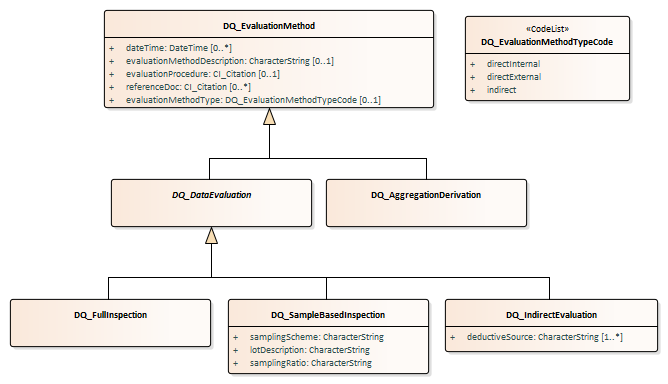 DQ_EvaluationMethod
+ dateTime: DateTime [0..*]
+ evaluationMethodDescription: CharacterString [0..1]
+ evaluationProcedure: CI_Citation [0..1]
+ referenceDoc: CI_Citation [0..*]
+ evaluationMethodType: DQ_EvaluationMethodTypeCode [0..1]
«CodeList»
DQ_EvaluationMethodTypeCode
+ directInternal
+ directExternal
+ indirect
DQ_DataEvaluation
DQ_AggregationDerivation
DQ_FullInspection
DQ_SampleBasedInspection
+ samplingScheme: CharacterString
+ lotDescription: CharacterString
+ samplingRatio: CharacterString
DQ_IndirectEvaluation
+ deductiveSource: CharacterString [1..*]